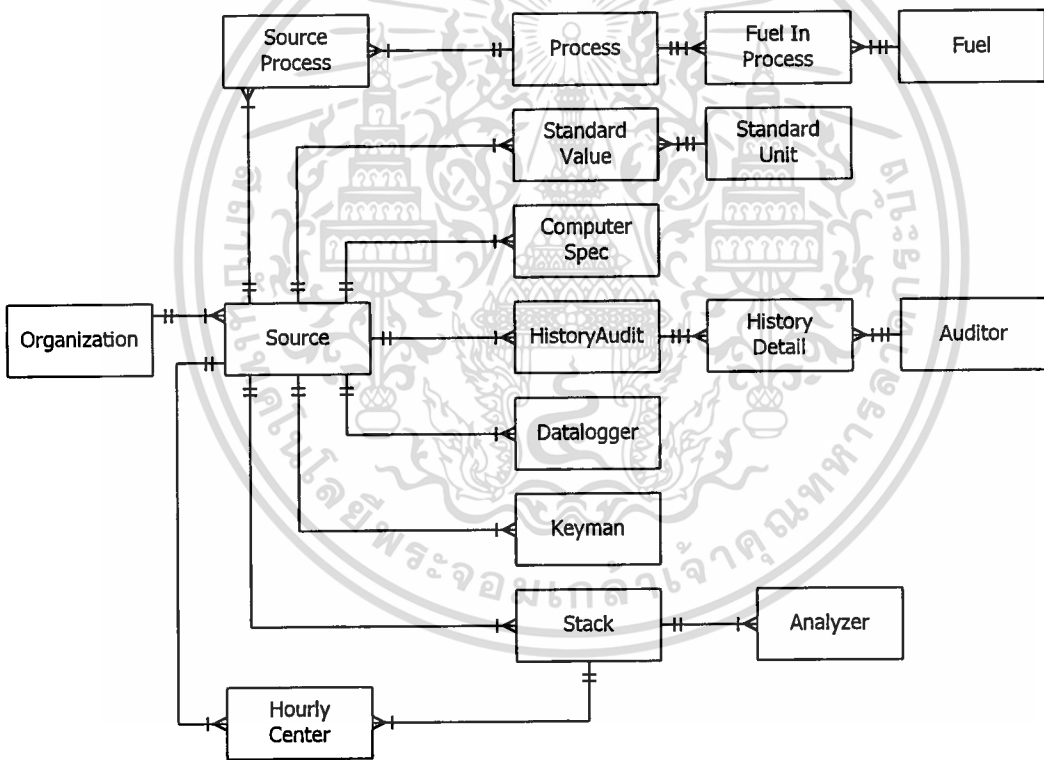 Source
Process
Process
Fuel In
Process
Fuel
Standard
Value
Standard
Unit
Computer
Spec
Organization
Source
HistoryAudit
History
Detail
Auditor
Datalogger
Keyman
Stack
Analyzer
Hourly
Center